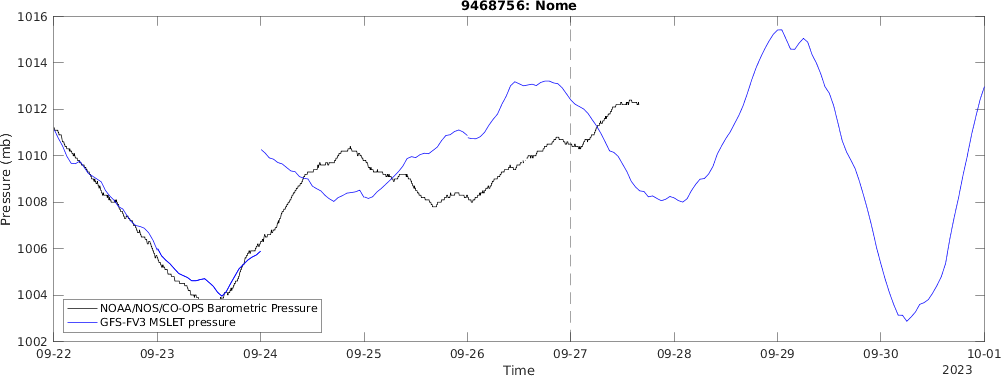 9468756: Nome
1016
1014
1012
1010
1008
1006
1004
1002
Pressure (mb)
NOAA/NOS/CO-OPS Barometric Pressure
GFS-FV3 MSLET pressure
09-22 09-23 09-24 09-25 09-26 09-27 09-28 09-29 09-30 10-01
Time
2023